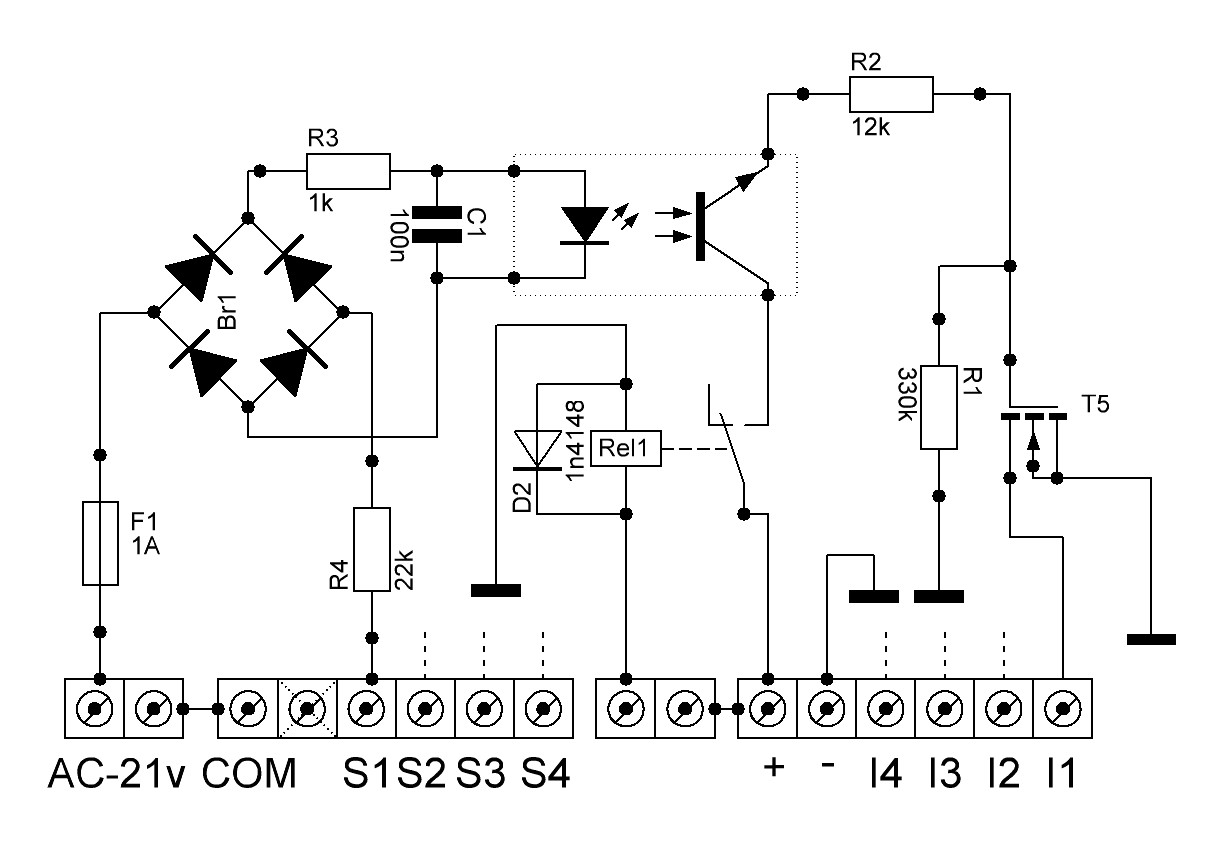 R2
12k
R3
1k
C1
100n
Br1
R1
330k
T5
1n4148
Rel1
D2
F1
1A
R4
22k
AC-21v COM S1 S2 S3 S4 + - I4 I3 I2 I1